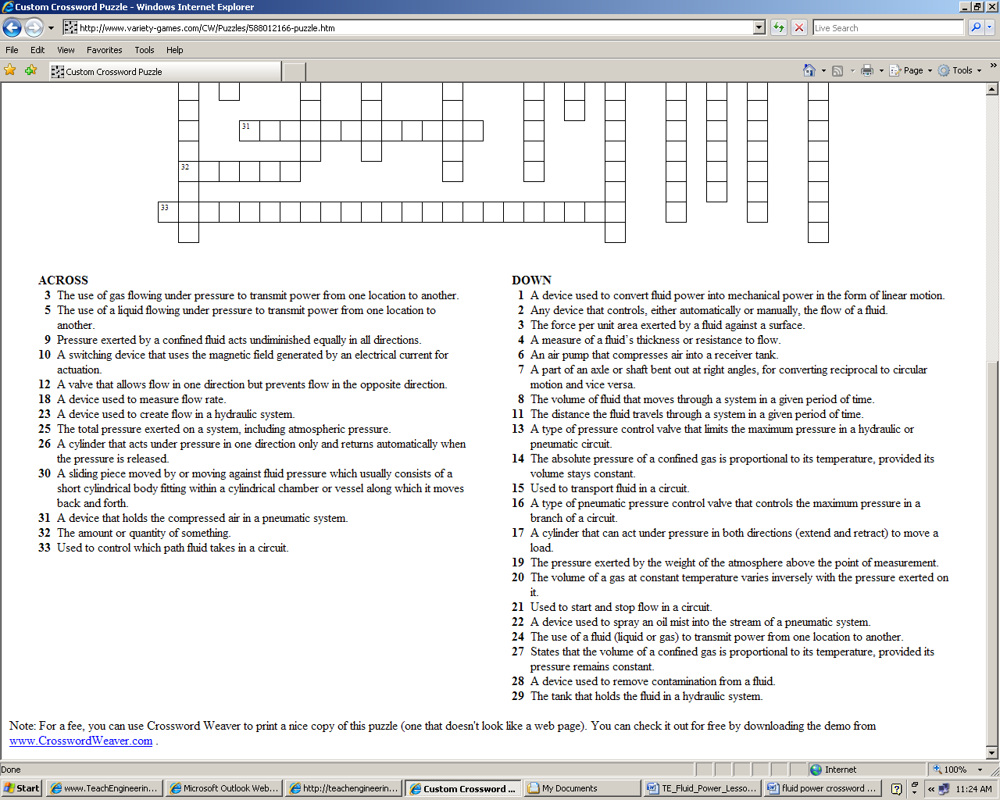 Custom Crossword Puzzle - Windows Internet Explorer
http://www.variety-games.com/CW/Puzzles/588012166-puzzle.htm
Live Search
File Edit View Favorites Tools Help
Custom Crossword Puzzle
Page Tools »
31
32
33
ACROSS
3 The use of gas flowing under pressure to transmit power from one location to another.
5 The use of a liquid flowing under pressure to transmit power from one location to
another.
9 Pressure exerted by a confined fluid acts undiminished equally in all directions.
10 A switching device that uses the magnetic field generated by an electrical current for
actuation.
12 A valve that allows flow in one direction but prevents flow in the opposite direction.
18 A device used to measure flow rate.
23 A device used to create flow in a hydraulic system.
25 The total pressure exerted on a system, including atmospheric pressure.
26 A cylinder that acts under pressure in one direction only and returns automatically when
the pressure is released.
30 A sliding piece moved by or moving against fluid pressure which usually consists of a
short cylindrical body fitting within a cylindrical chamber or vessel along which it moves
back and forth.
31 A device that holds the compressed air in a pneumatic system.
32 The amount or quantity of something.
33 Used to control which path fluid takes in a circuit.
DOWN
1 A device used to convert fluid power into mechanical power in the form of linear motion.
2 Any device that controls, either automatically or manually, the flow of a fluid.
3 The force per unit area exerted by a fluid against a surface.
4 A measure of a fluid’s thickness or resistance to flow.
6 An air pump that compresses air into a receiver tank.
7 A part of an axle or shaft bent out at right angles, for converting reciprocal to circular
motion and vice versa.
8 The volume of fluid that moves through a system in a given period of time.
11 The distance the fluid travels through a system in a given period of time.
13 A type of pressure control valve that limits the maximum pressure in a hydraulic or
pneumatic circuit.
14 The absolute pressure of a confined gas is proportional to its temperature, provided its
volume stays constant.
15 Used to transport fluid in a circuit.
16 A type of pneumatic pressure control valve that controls the maximum pressure in a
branch of a circuit.
17 A cylinder that can act under pressure in both directions (extend and retract) to move a
load.
19 The pressure exerted by the weight of the atmosphere above the point of measurement.
20 The volume of a gas at constant temperature varies inversely with the pressure exerted on
it.
21 Used to start and stop flow in a circuit.
22 A device used to spray an oil mist into the stream of a pneumatic system.
24 The use of a fluid (liquid or gas) to transmit power from one location to another.
27 States that the volume of a confined gas is proportional to its temperature, provided its
pressure remains constant.
28 A device used to remove contamination from a fluid.
29 The tank that holds the fluid in a hydraulic system.
Note: For a fee, you can use Crossword Weaver to print a nice copy of this puzzle (one that doesn't look like a web page). You can check it out for free by downloading the demo from
www.CrosswordWeaver.com .
Done Internet 100%
Start www.TeachEngineerin... Microsoft Outlook Web... http://teachengineerin... Custom Crossword ... My Documents TE_Fluid_Power_Lesso... fluid power crossword ... « 11:24 AM